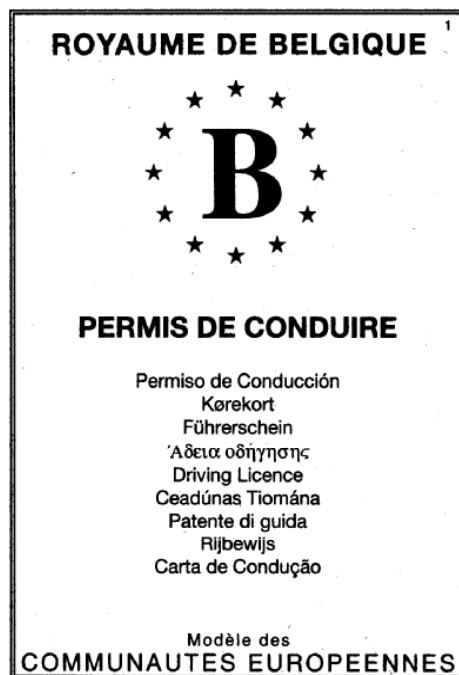 1
ROYAUME DE BELGIQUE
B
PERMIS DE CONDUIRE
Permiso de Conducción
Kørekort
Führerschein
Άδεια οδήγησης
Driving Licence
Ceadúnas Tiomána
Patente di guida
Rijbewijs
Carta de Condução
Modèle des
COMMUNAUTES EUROPEENNES